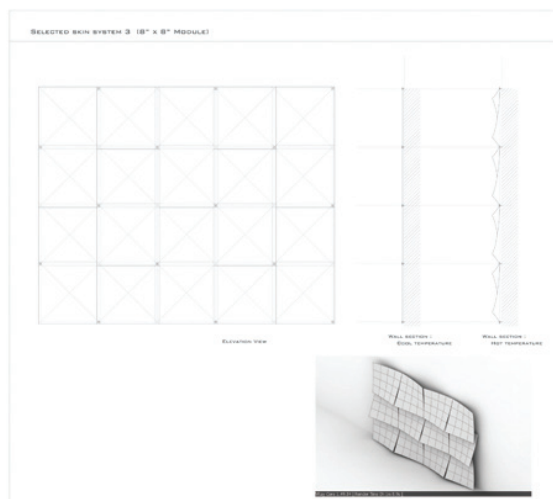 SELECTED SKIN SYSTEM 3 (8" X 8" MODULE)
ELEVATION VIEW
WALL SECTION :
COOL TEMPERATURE
WALL SECTION :
HOT TEMPERATURE